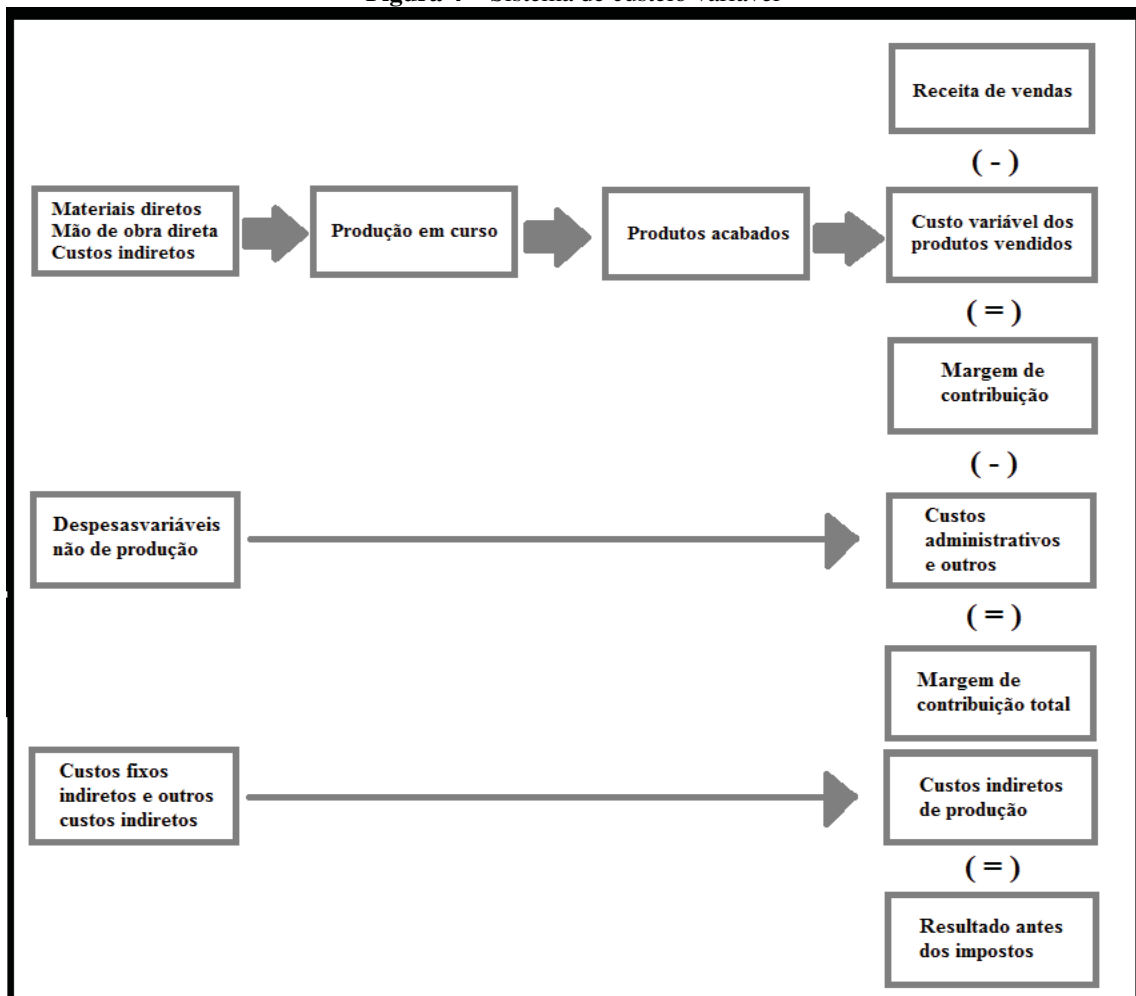 Receita de vendas
( - )
Materiais diretos
Mão de obra direta
Custos indiretos
Produção em curso
Produtos acabados
Custo variável dos
produtos vendidos
( = )
Margem de
contribuição
( - )
Despesasvariáveis
não de produção
Custos
administrativos
e outros
( = )
Margem de
contribuição total
Custos fixos
indiretos e outros
custos indiretos
Custos indiretos
de produção
( = )
Resultado antes
dos impostos